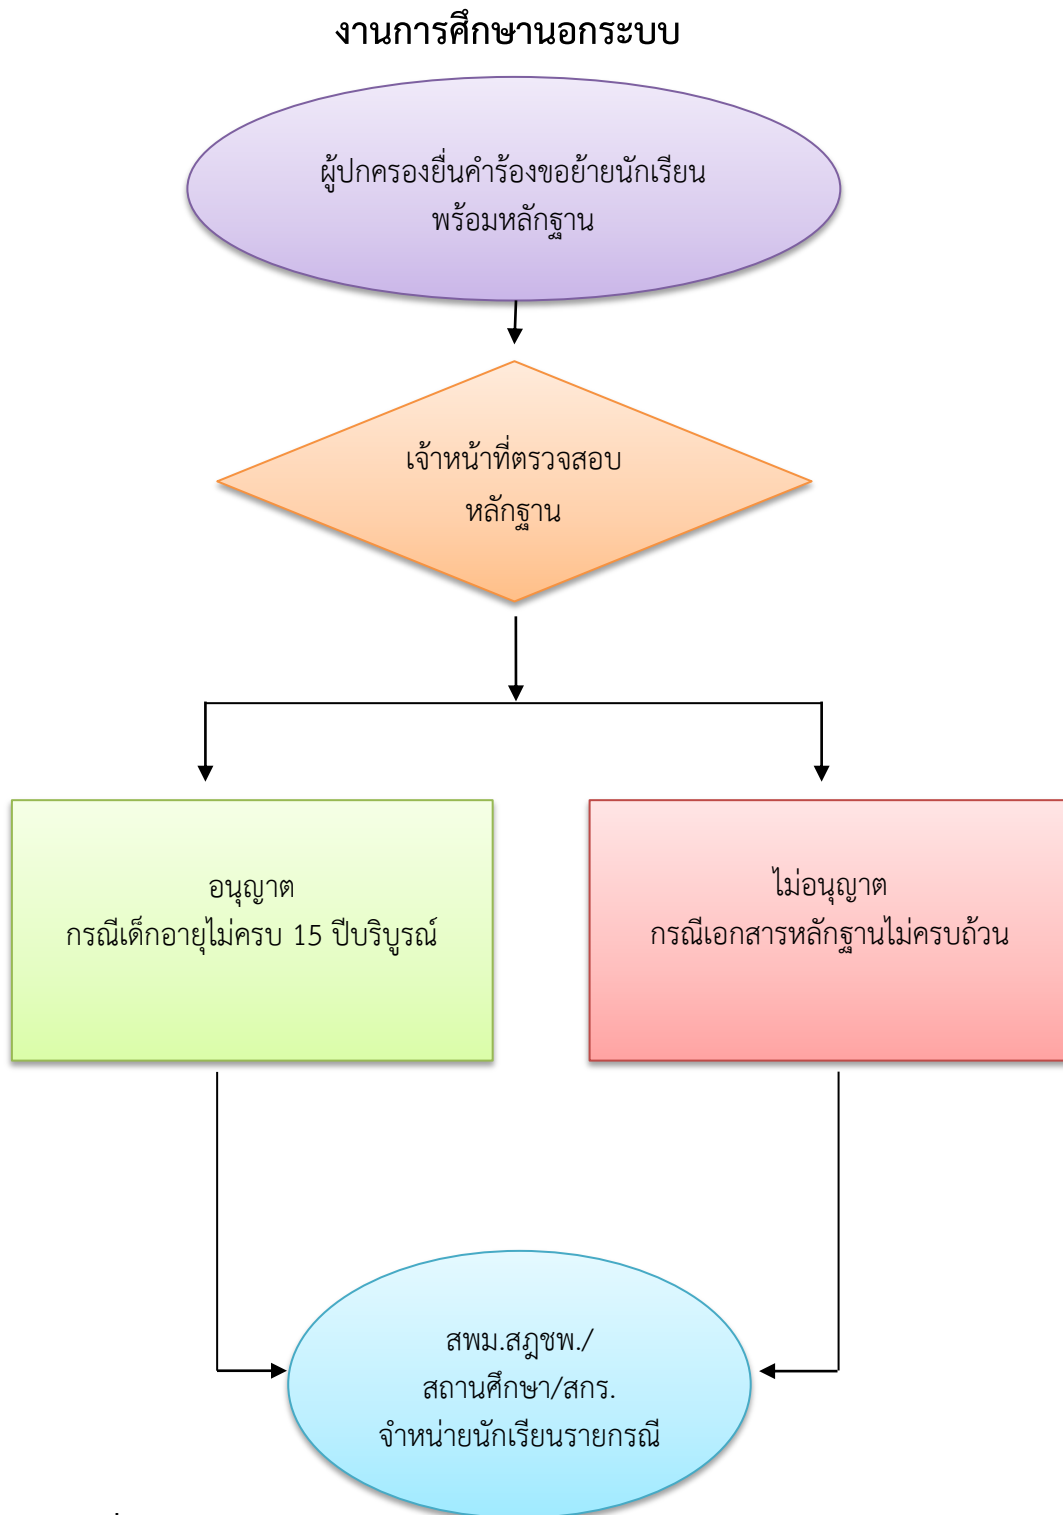 งานการศึกษานอกระบบ
ผู้ปกครองยื่นคำร้องขอย้ายนักเรียน
พร้อมหลักฐาน
เจ้าหน้าที่ตรวจสอบ
หลักฐาน
อนุญาต
กรณีเด็กอายุไม่ครบ 15 ปีบริบูรณ์
ไม่อนุญาต
กรณีเอกสารหลักฐานไม่ครบถ้วน
สพม.สฎชพ./
สถานศึกษา/สกร.
จำหน่ายนักเรียนรายกรณี